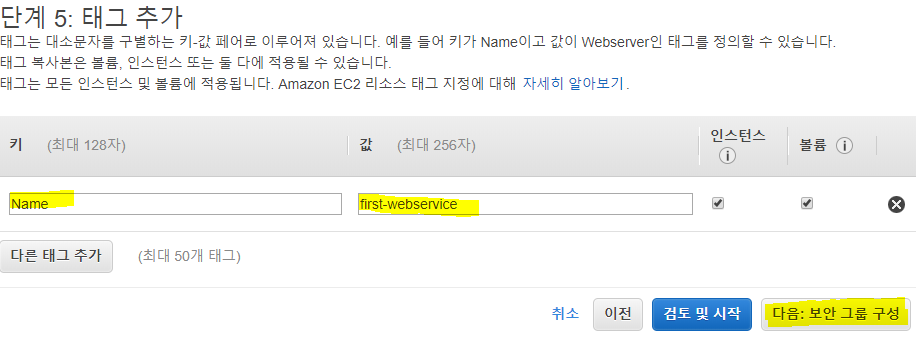 단계 5: 태그 추가
태그는 대소문자를 구별하는 키-값 페어로 이루어져 있습니다. 예를 들어 키가 Name이고 값이 Webserver인 태그를 정의할 수 있습니다.
태그 복사본은 볼륨, 인스턴스 또는 둘 다에 적용될 수 있습니다.
태그는 모든 인스턴스 및 볼륨에 적용됩니다. Amazon EC2 리소스 태그 지정에 대해 자세히 알아보기.
키 (최대 128자) 값 (최대 256자) 인스턴스 볼륨
Name first-webservice
다른 태그 추가 (최대 50개 태그)
취소 이전 검토 및 시작 다음: 보안 그룹 구성